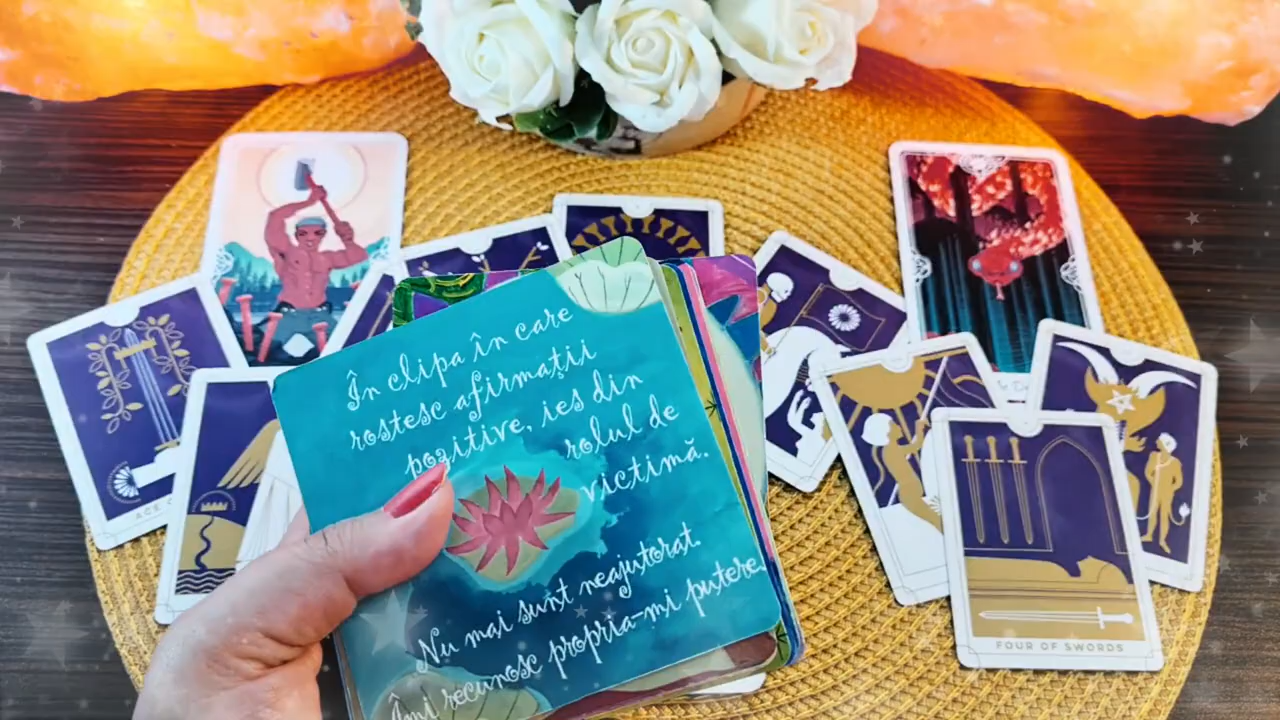 În clipa în care
rostesc afirmații
pozitive, ies din
rolul de
victimă.
Nu mai sunt neajutorat.
Îmi recunosc propria-mi putere.
ACE
FOUR OF SWORDS